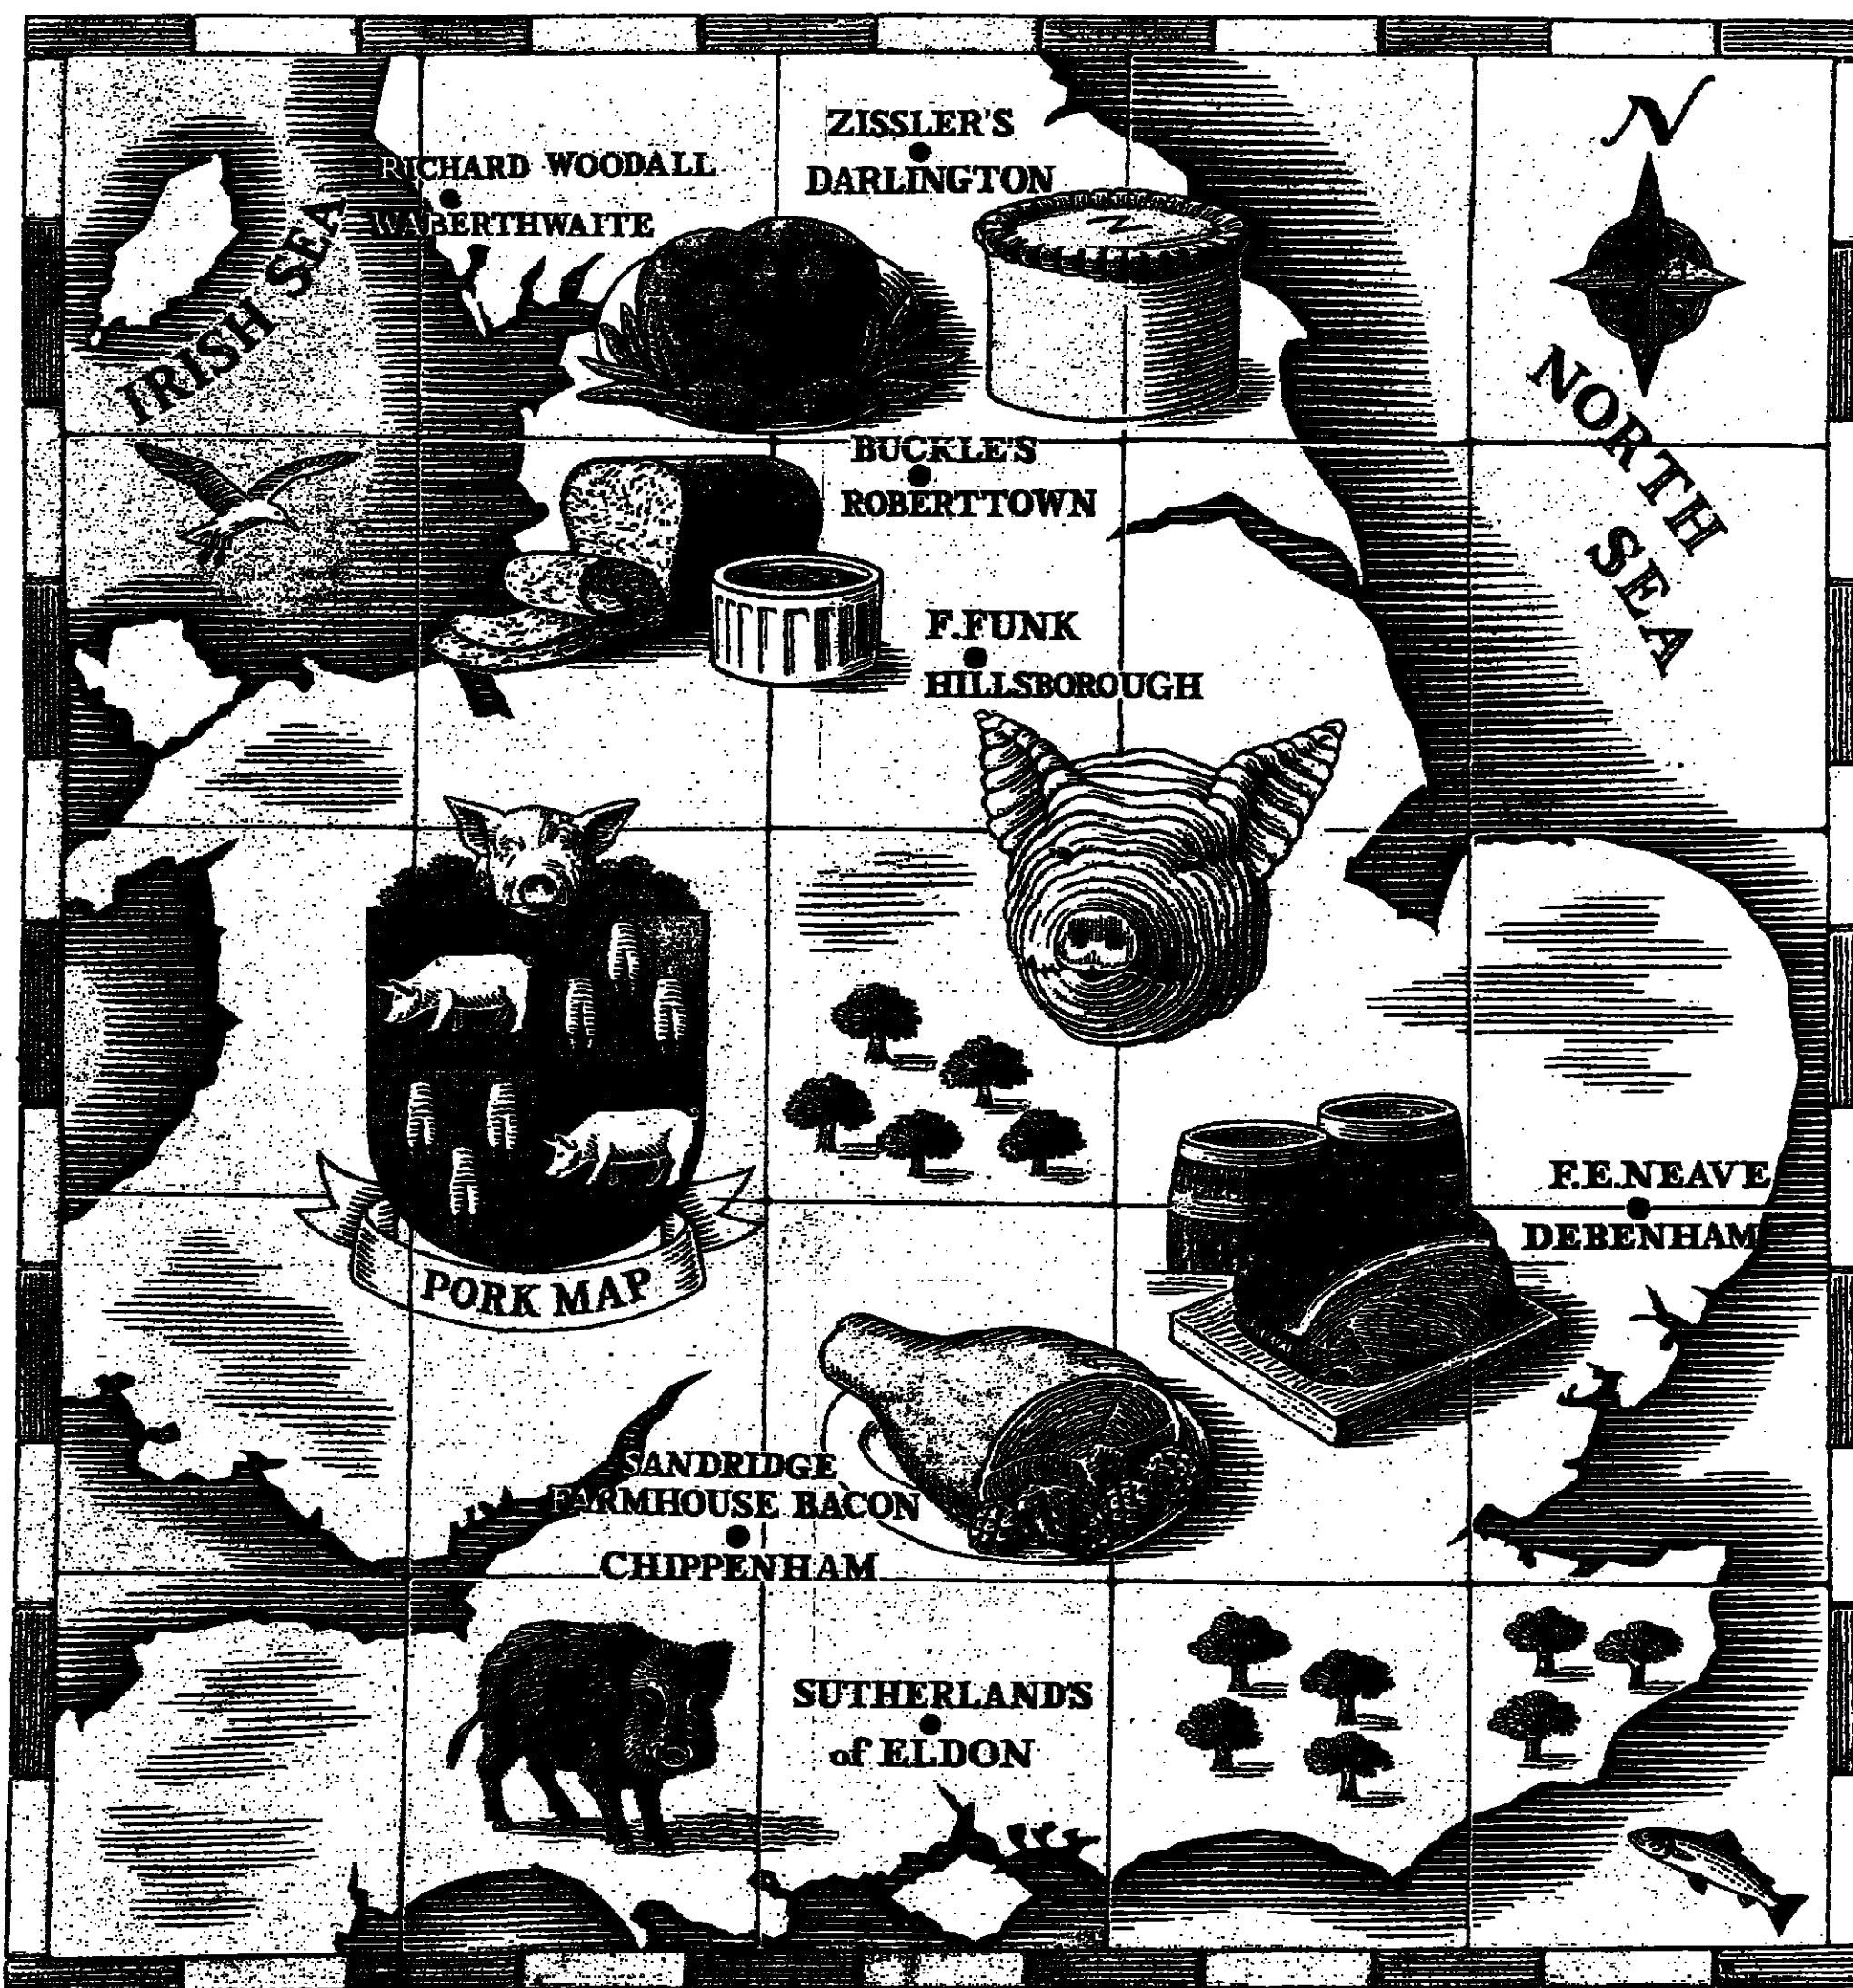 ZISSLER'S
DARLINGTON
RICHARD WOODALL
WABERTHWAITE
N
IRISH SEA
NORTH
SEA
BUCKLE'S
ROBERTTOWN
F.FUNK
HILLSBOROUGH
F.E.NEAVE
DEBENHAM
PORK MAP
SANDRIDGE
FARMHOUSE BACON
CHIPPENHAM
SUTHERLAND'S
of ELDON